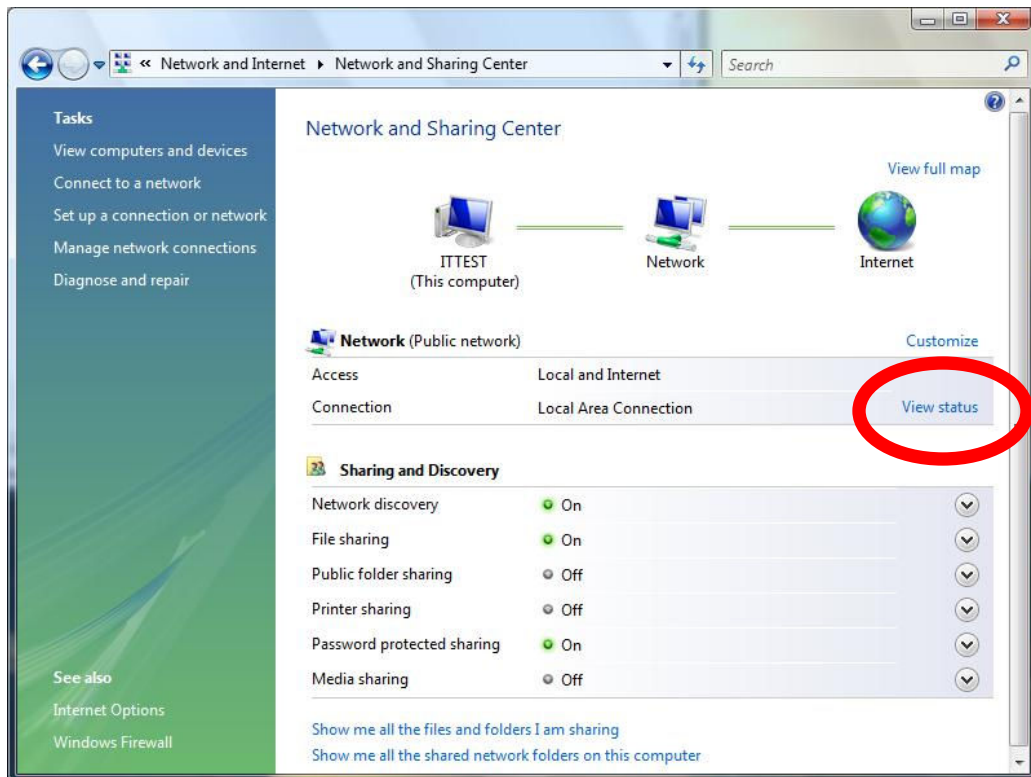 « Network and Internet ▸ Network and Sharing Center
Search
Tasks
View computers and devices
Connect to a network
Set up a connection or network
Manage network connections
Diagnose and repair
See also
Internet Options
Windows Firewall
Network and Sharing Center
View full map
ITTEST
(This computer)
Network
Internet
Network (Public network)
Customize
Access Local and Internet
Connection Local Area Connection View status
Sharing and Discovery
Network discovery On
File sharing On
Public folder sharing Off
Printer sharing Off
Password protected sharing On
Media sharing Off
Show me all the files and folders I am sharing
Show me all the shared network folders on this computer